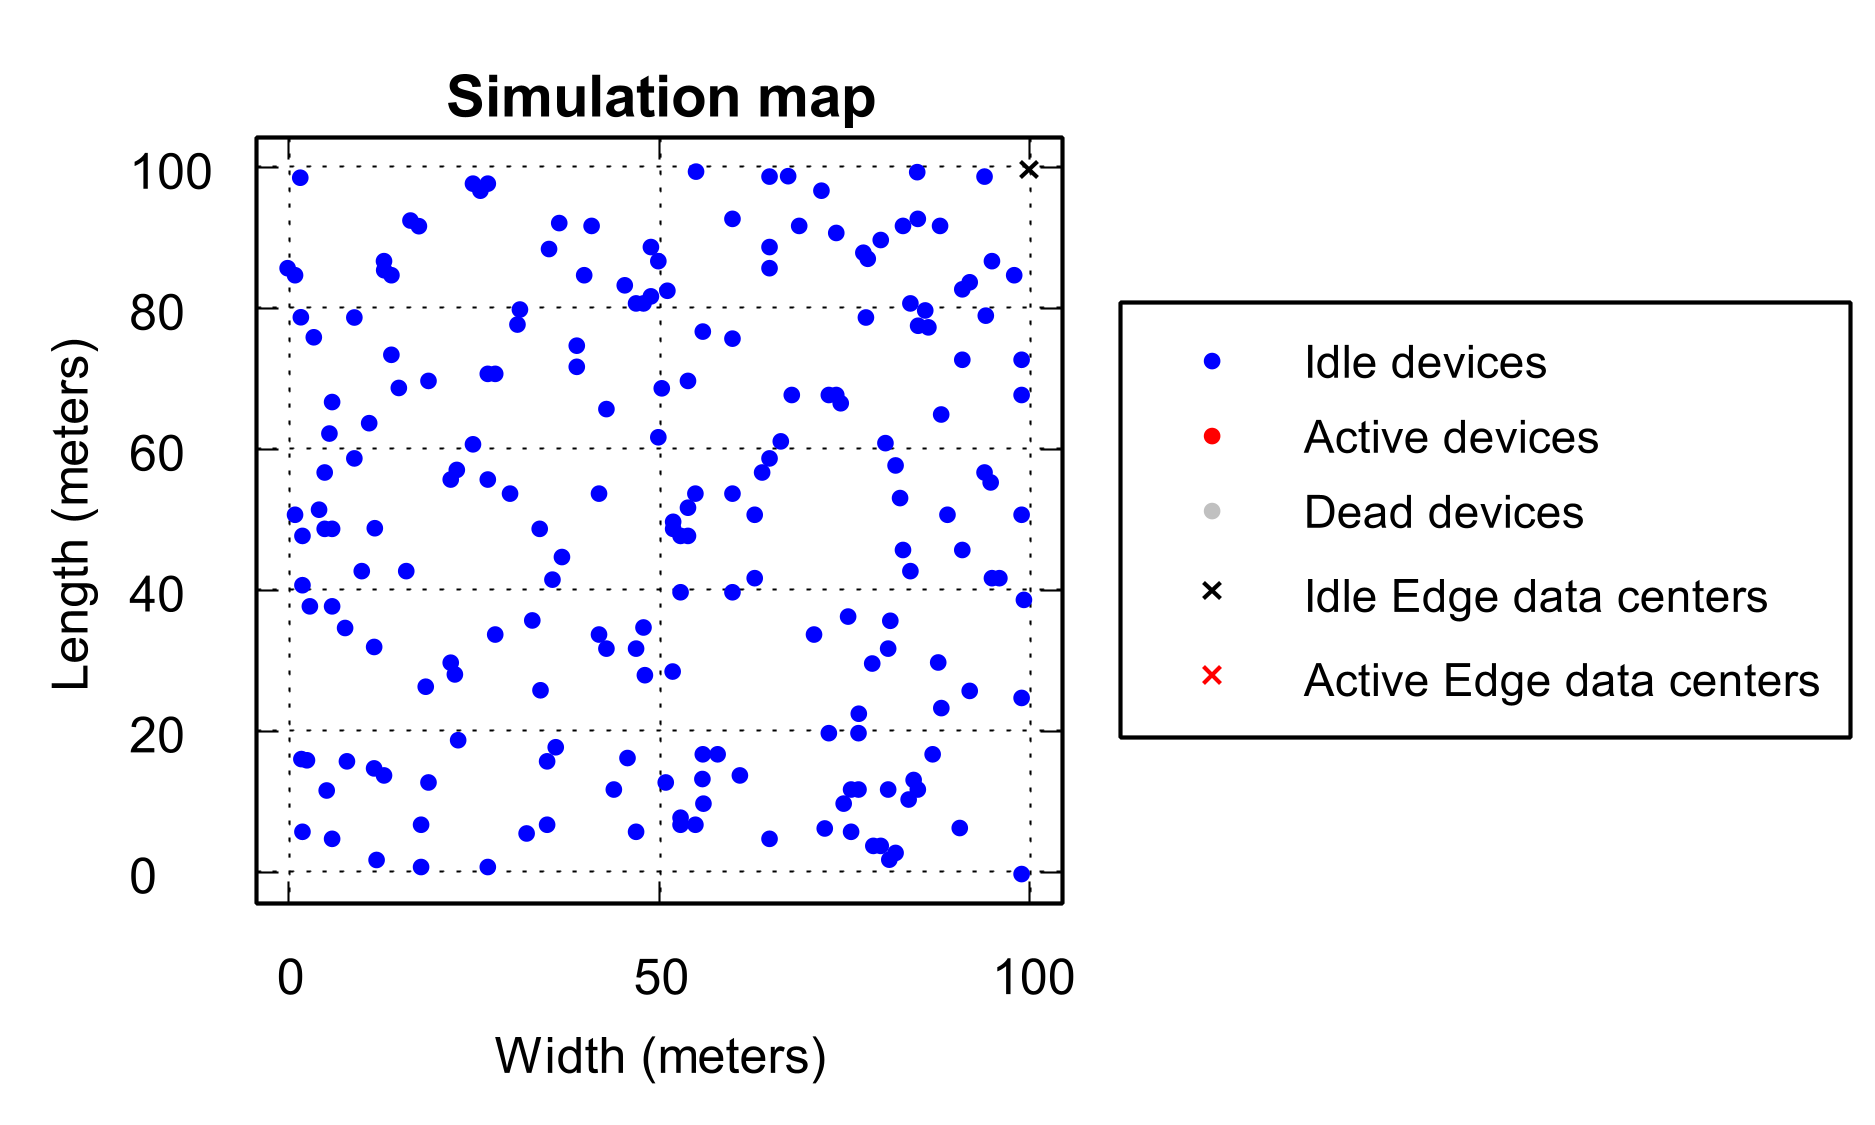 Simulation map
100
80
60
40
20
0
Length (meters)
0 50 100
Width (meters)
Idle devices
Active devices
Dead devices
Idle Edge data centers
Active Edge data centers